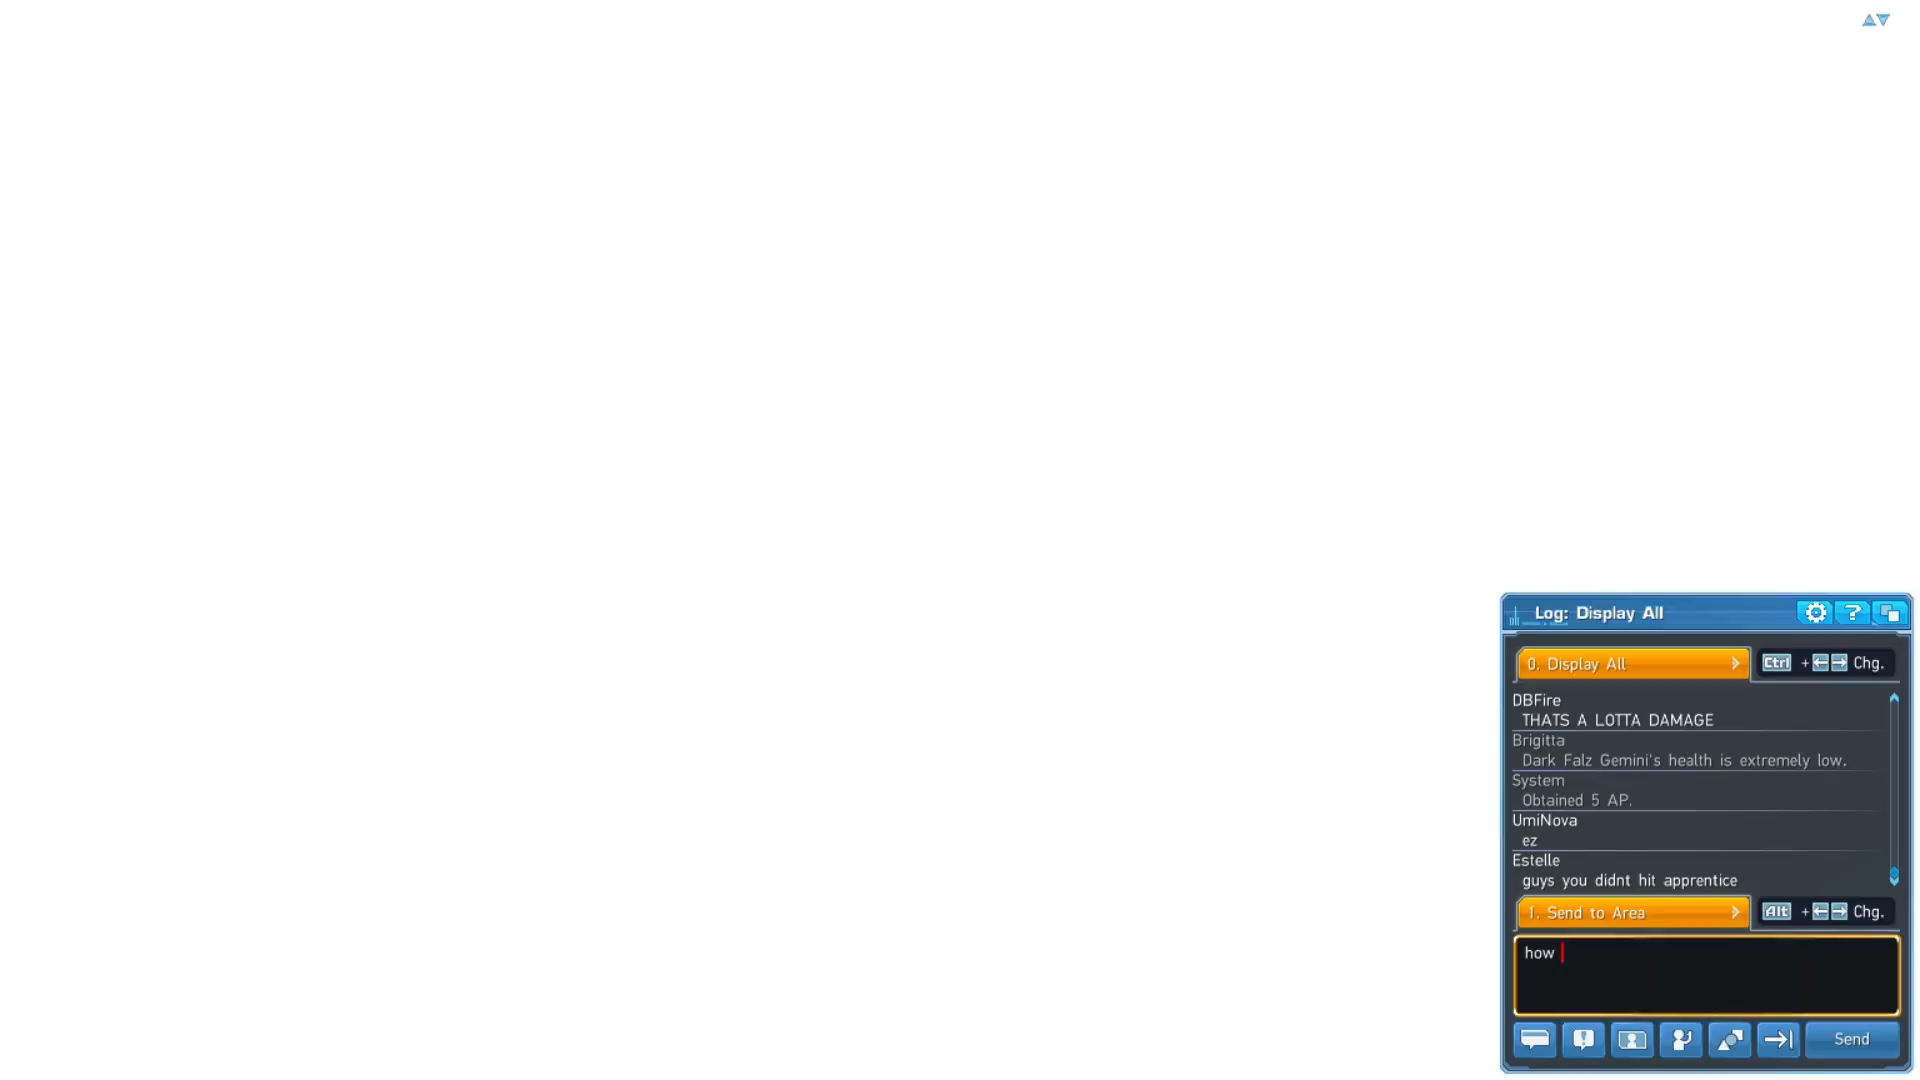 Log: Display All
0. Display All
Ctrl + Chg.
DBFire
THATS A LOTTA DAMAGE
Brigitta
Dark Falz Gemini's health is extremely low.
System
Obtained 5 AP.
UmiNova
ez
Estelle
guys you didnt hit apprentice
1. Send to Area
Alt + Chg.
how
Send